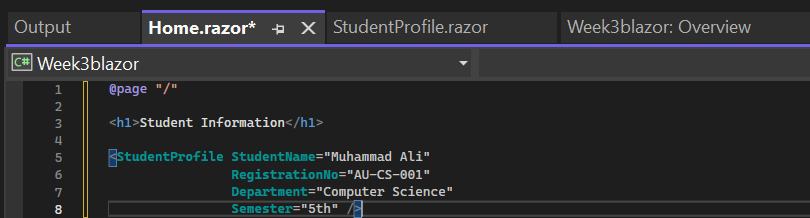 Output
Home.razor*
StudentProfile.razor
Week3blazor: Overview
C# Week3blazor
1 @page "/"
2
3 <h1>Student Information</h1>
4
5 <StudentProfile StudentName="Muhammad Ali"
6 RegistrationNo="AU-CS-001"
7 Department="Computer Science"
8 Semester="5th" />